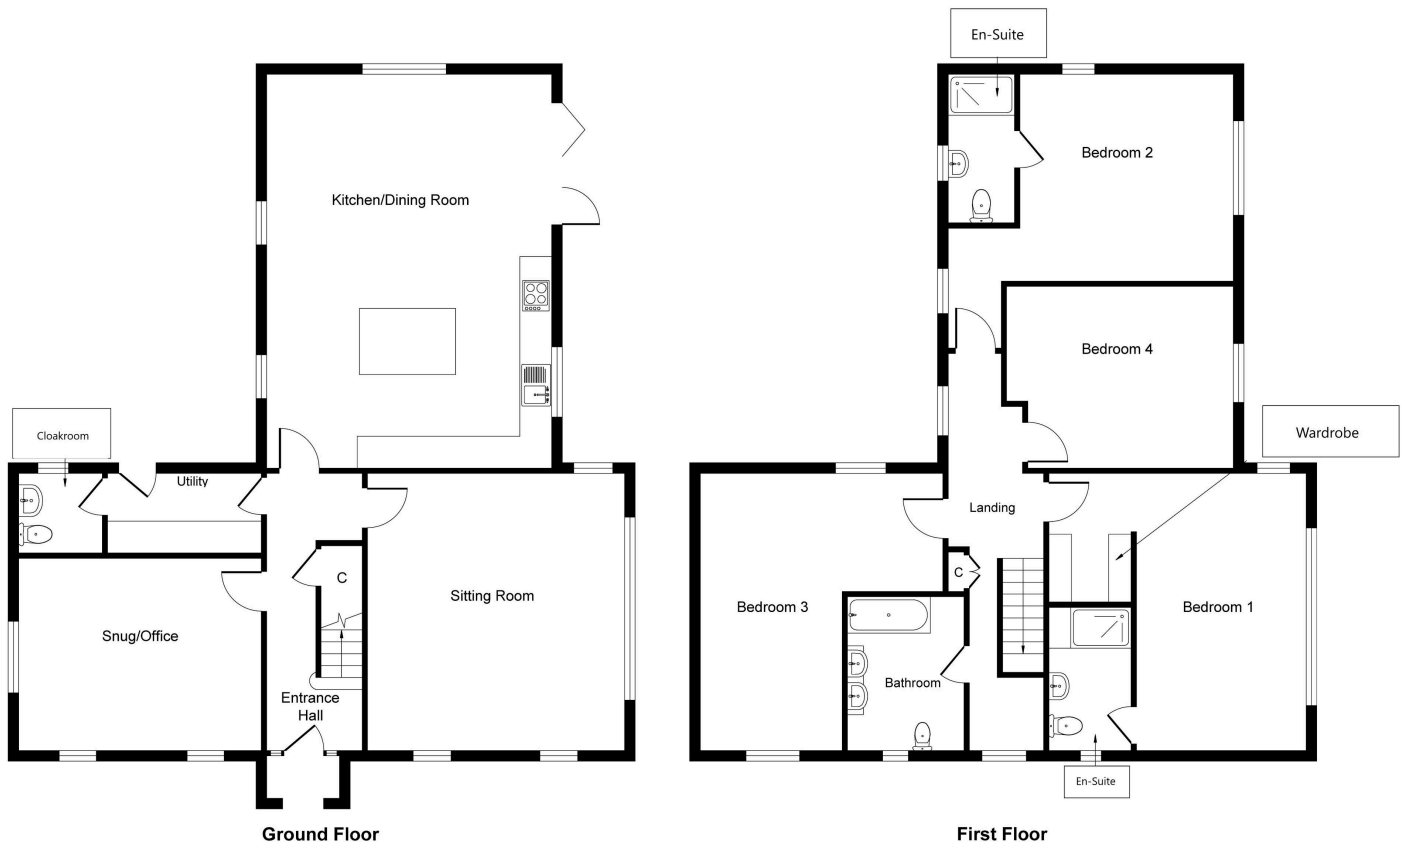 Kitchen/Dining Room
Cloakroom
Utility
C
Sitting Room
Snug/Office
Entrance
Hall
Ground Floor
En-Suite
Bedroom 2
Bedroom 4
Wardrobe
Landing
C
Bedroom 3
Bedroom 1
Bathroom
En-Suite
First Floor